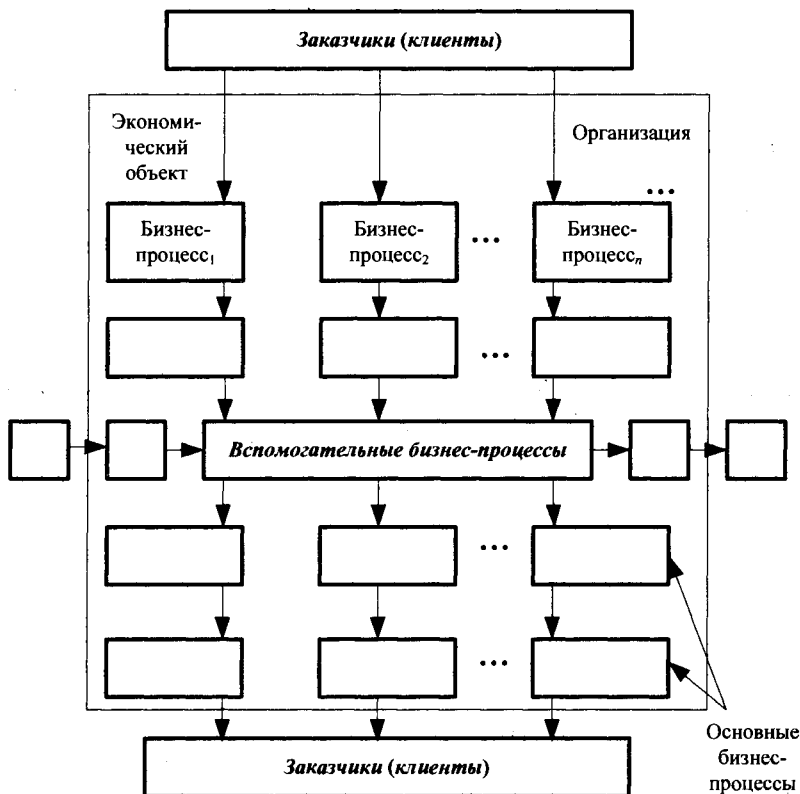 Заказчики (клиенты)
Экономи-
ческий
объект
Организация
...
Бизнес-
процесс₁
Бизнес-
процесс₂
...
Бизнес-
процессₙ
...
Вспомогательные бизнес-процессы
...
...
Основные
бизнес-
процессы
Заказчики (клиенты)